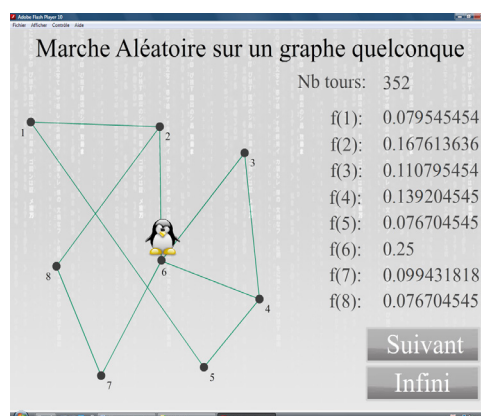 Adobe Flash Player 10
Fichier Afficher Contrôle Aide
Marche Aléatoire sur un graphe quelconque
Nb tours: 352
f(1): 0.079545454
f(2): 0.167613636
f(3): 0.110795454
f(4): 0.139204545
f(5): 0.076704545
f(6): 0.25
f(7): 0.099431818
f(8): 0.076704545
1
2
3
6
8
4
5
7
Suivant
Infini